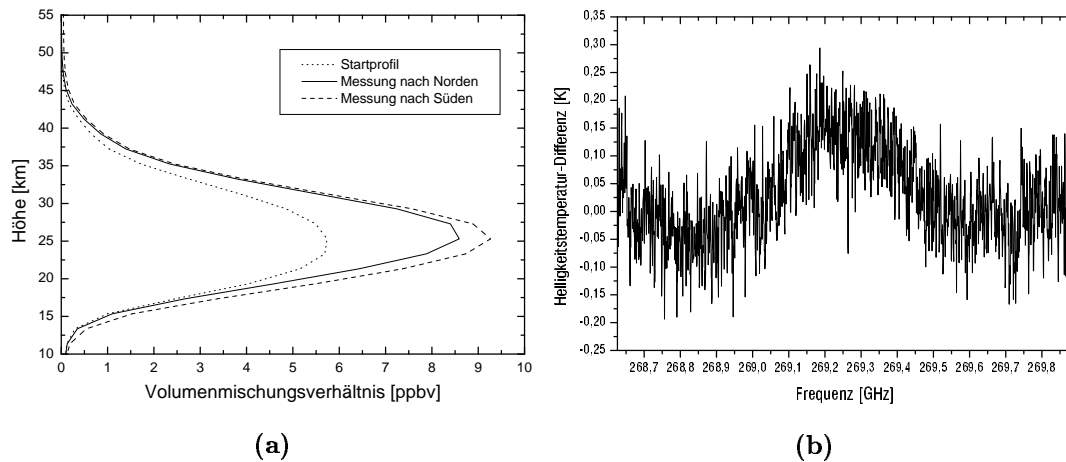 55
50
45
40
35
30
25
20
15
10
Höhe [km]
0 1 2 3 4 5 6 7 8 9 10
Volumenmischungsverhältnis [ppbv]
Startprofil
Messung nach Norden
Messung nach Süden
(a)
0,35
0,30
0,25
0,20
0,15
0,10
0,05
0,00
-0,05
-0,10
-0,15
-0,20
-0,25
Helligkeitstemperatur-Differenz [K]
268,7 268,8 268,9 269,0 269,1 269,2 269,3 269,4 269,5 269,6 269,7 269,8
Frequenz [GHz]
(b)